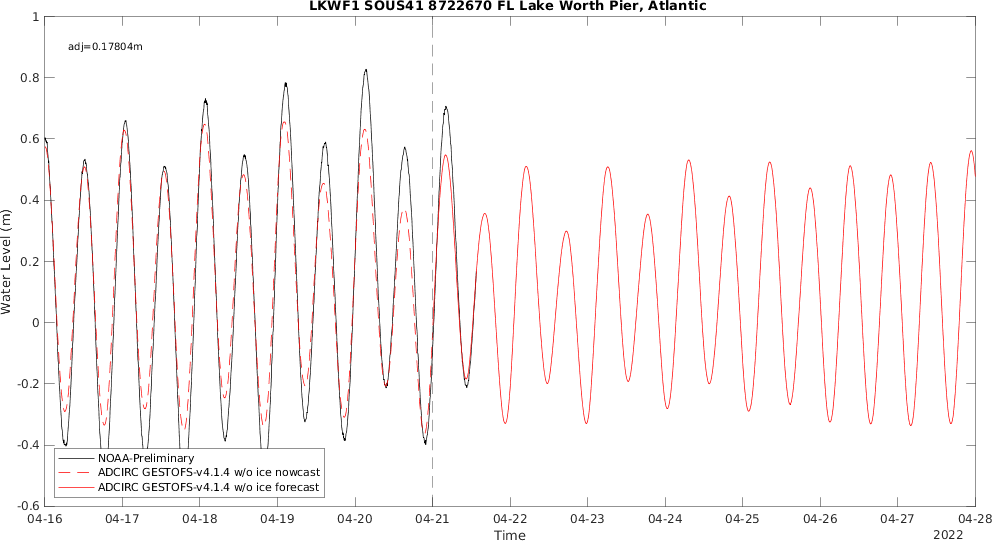 LKWF1 SOUS41 8722670 FL Lake Worth Pier, Atlantic
1
adj=0.17804m
0.8
0.6
0.4
0.2
0
-0.2
-0.4
-0.6
Water Level (m)
NOAA-Preliminary
ADCIRC GESTOFS-v4.1.4 w/o ice nowcast
ADCIRC GESTOFS-v4.1.4 w/o ice forecast
04-16 04-17 04-18 04-19 04-20 04-21 04-22 04-23 04-24 04-25 04-26 04-27 04-28
Time
2022